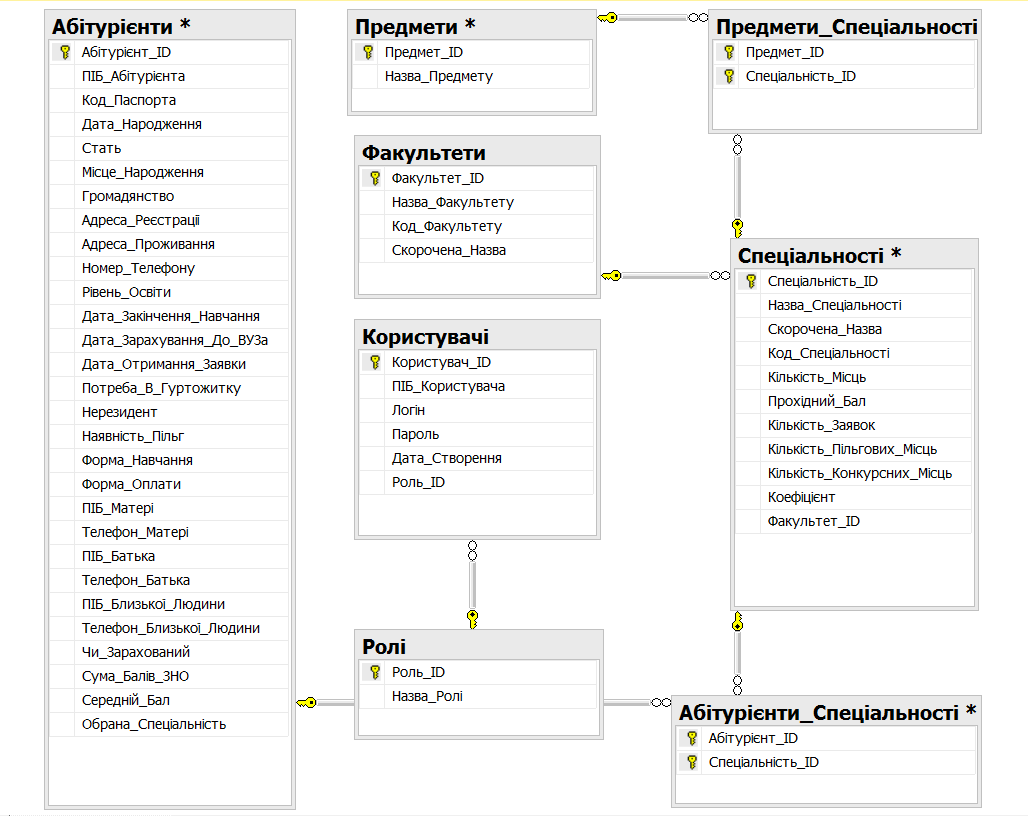 Абітурієнти *
Абітурієнт_ID
ПІБ_Абітурієнта
Код_Паспорта
Дата_Народження
Стать
Місце_Народження
Громадянство
Адреса_Реєстрації
Адреса_Проживання
Номер_Телефону
Рівень_Освіти
Дата_Закінчення_Навчання
Дата_Зарахування_До_ВУЗа
Дата_Отримання_Заявки
Потреба_В_Гуртожитку
Нерезидент
Наявність_Пільг
Форма_Навчання
Форма_Оплати
ПІБ_Матері
Телефон_Матері
ПІБ_Батька
Телефон_Батька
ПІБ_Близької_Людини
Телефон_Близької_Людини
Чи_Зарахований
Сума_Балів_ЗНО
Середній_Бал
Обрана_Спеціальність
Предмети *
Предмет_ID
Назва_Предмету
Факультети
Факультет_ID
Назва_Факультету
Код_Факультету
Скорочена_Назва
Користувачі
Користувач_ID
ПІБ_Користувача
Логін
Пароль
Дата_Створення
Роль_ID
Ролі
Роль_ID
Назва_Ролі
Предмети_Спеціальності
Предмет_ID
Спеціальність_ID
Спеціальності *
Спеціальність_ID
Назва_Спеціальності
Скорочена_Назва
Код_Спеціальності
Кількість_Місць
Прохідний_Бал
Кількість_Заявок
Кількість_Пільгових_Місць
Кількість_Конкурсних_Місць
Коефіцієнт
Факультет_ID
Абітурієнти_Спеціальності *
Абітурієнт_ID
Спеціальність_ID